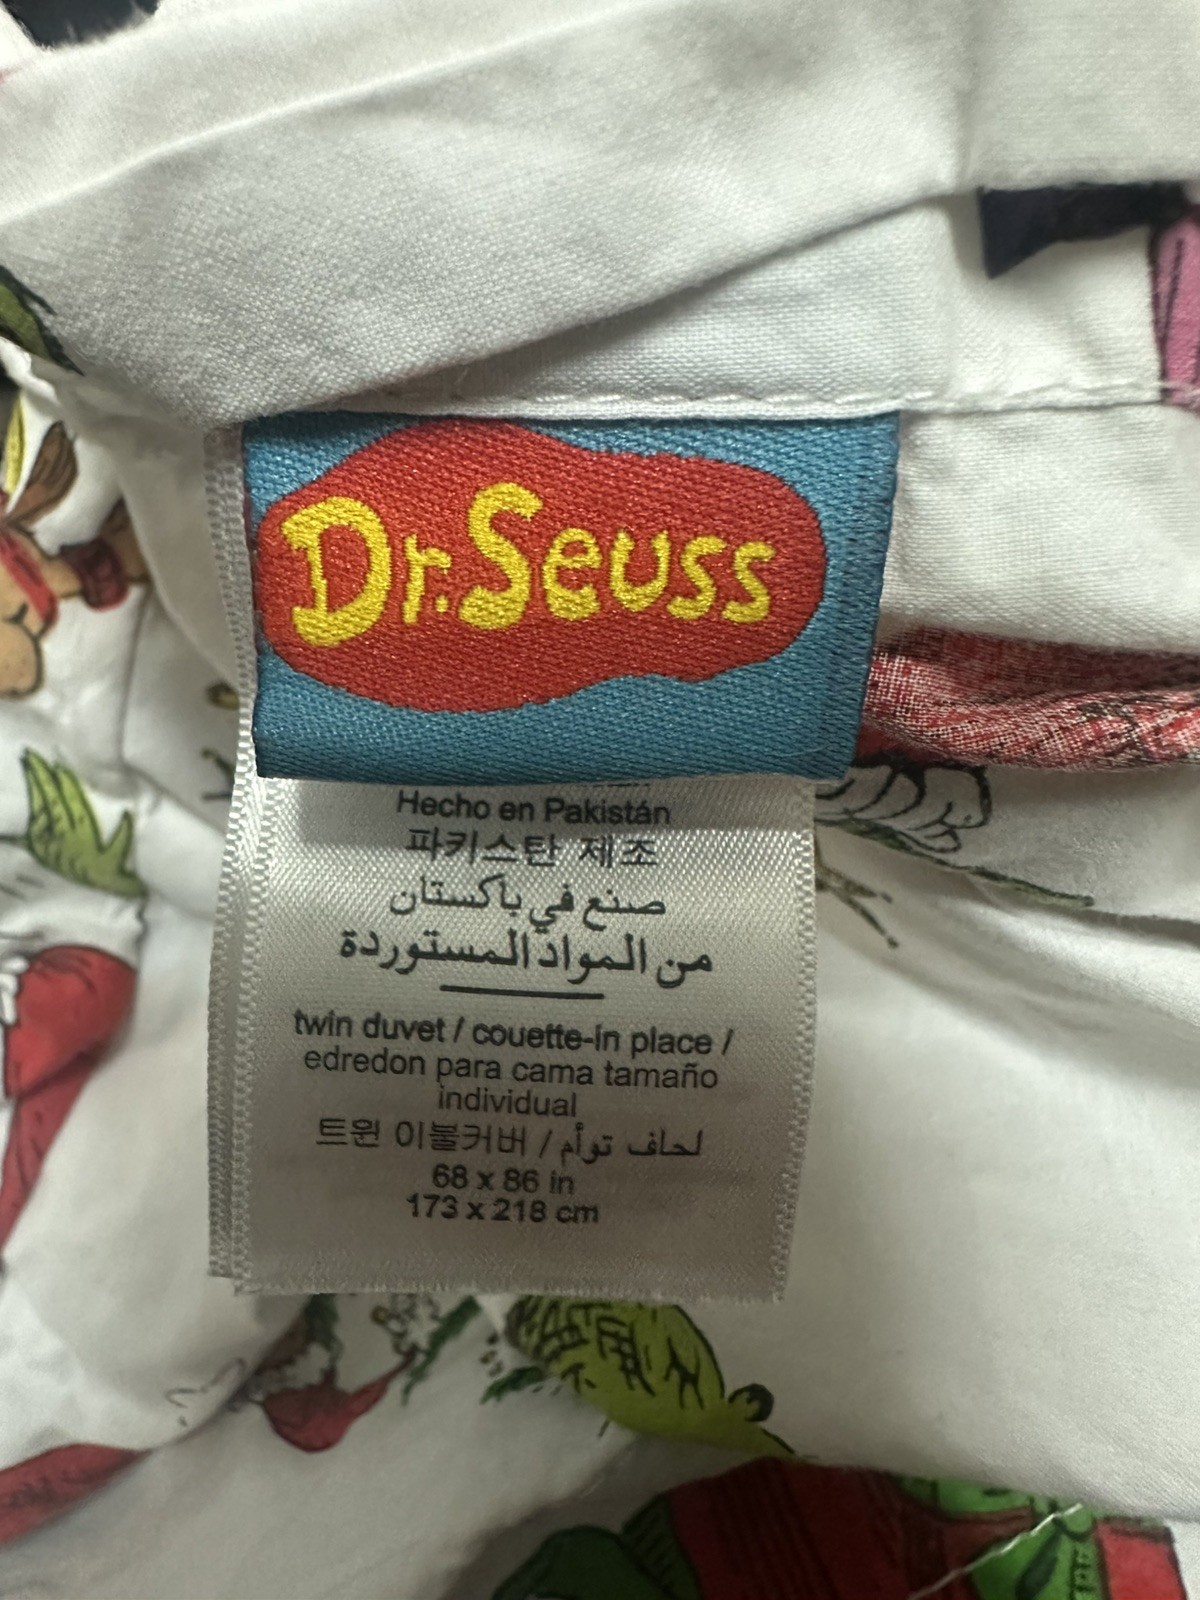 Dr. Seuss
Hecho en Pakistán
파키스탄 제조
صنع في باكستان
من المواد المستوردة
twin duvet / couette-in place /
edredon para cama tamaño
individual
트윈 이불커버 / لحاف توأم
68 x 86 in
173 x 218 cm